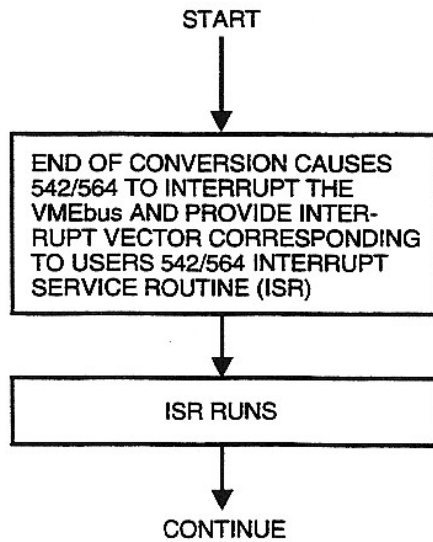 START
END OF CONVERSION CAUSES
542/564 TO INTERRUPT THE
VMEbus AND PROVIDE INTER-
RUPT VECTOR CORRESPONDING
TO USERS 542/564 INTERRUPT
SERVICE ROUTINE (ISR)
ISR RUNS
CONTINUE